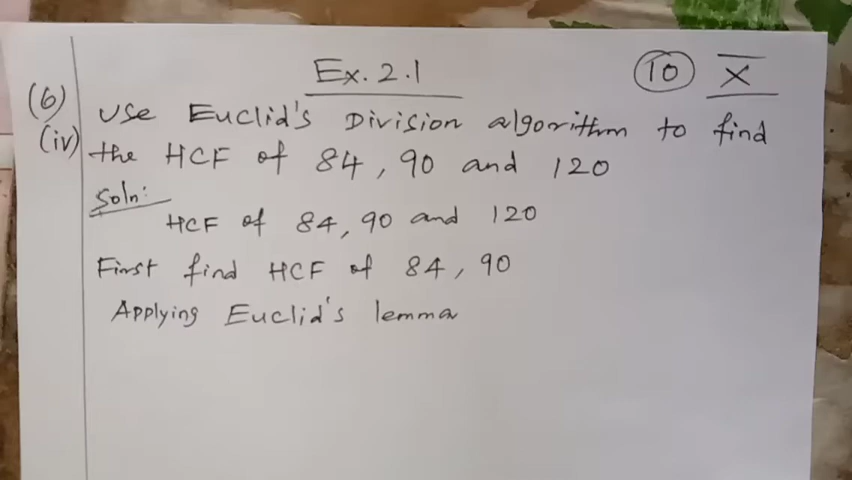 Ex. 2.1
10 X
(6) Use Euclid's Division algorithm to find
(iv) the HCF of 84, 90 and 120
Soln:
HCF of 84, 90 and 120
First find HCF of 84, 90
Applying Euclid's lemma